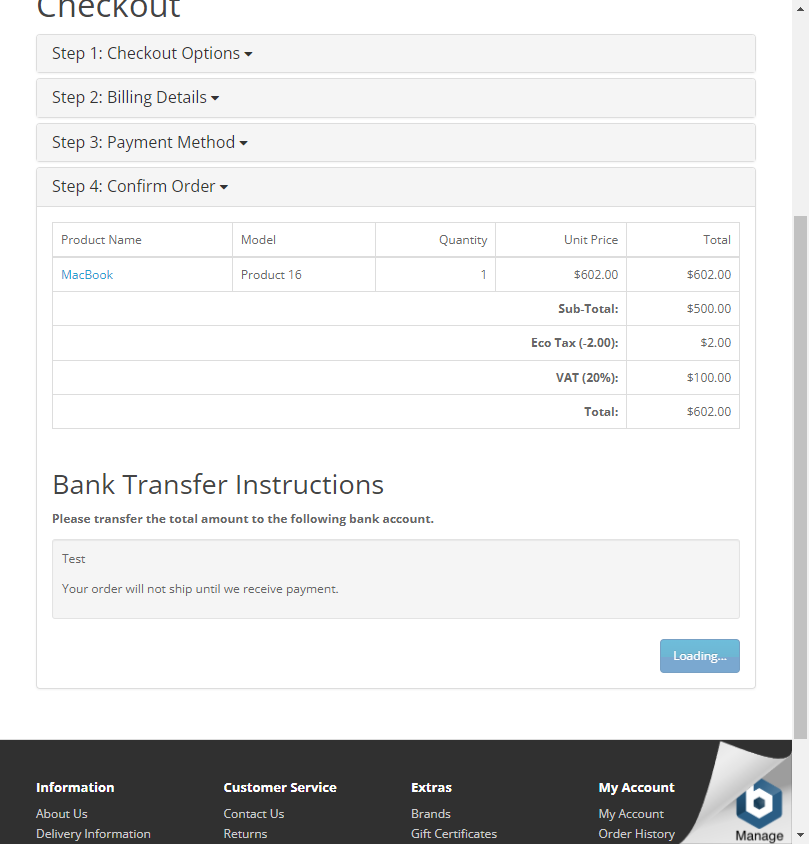 Checkout
Step 1: Checkout Options
Step 2: Billing Details
Step 3: Payment Method
Step 4: Confirm Order
Product Name Model Quantity Unit Price Total
MacBook Product 16 1 $602.00 $602.00
Sub-Total: $500.00
Eco Tax (-2.00): $2.00
VAT (20%): $100.00
Total: $602.00
Bank Transfer Instructions
Please transfer the total amount to the following bank account.
Test
Your order will not ship until we receive payment.
Loading...
Information Customer Service Extras My Account
About Us Contact Us Brands My Account
Delivery Information Returns Gift Certificates Order History
Manage